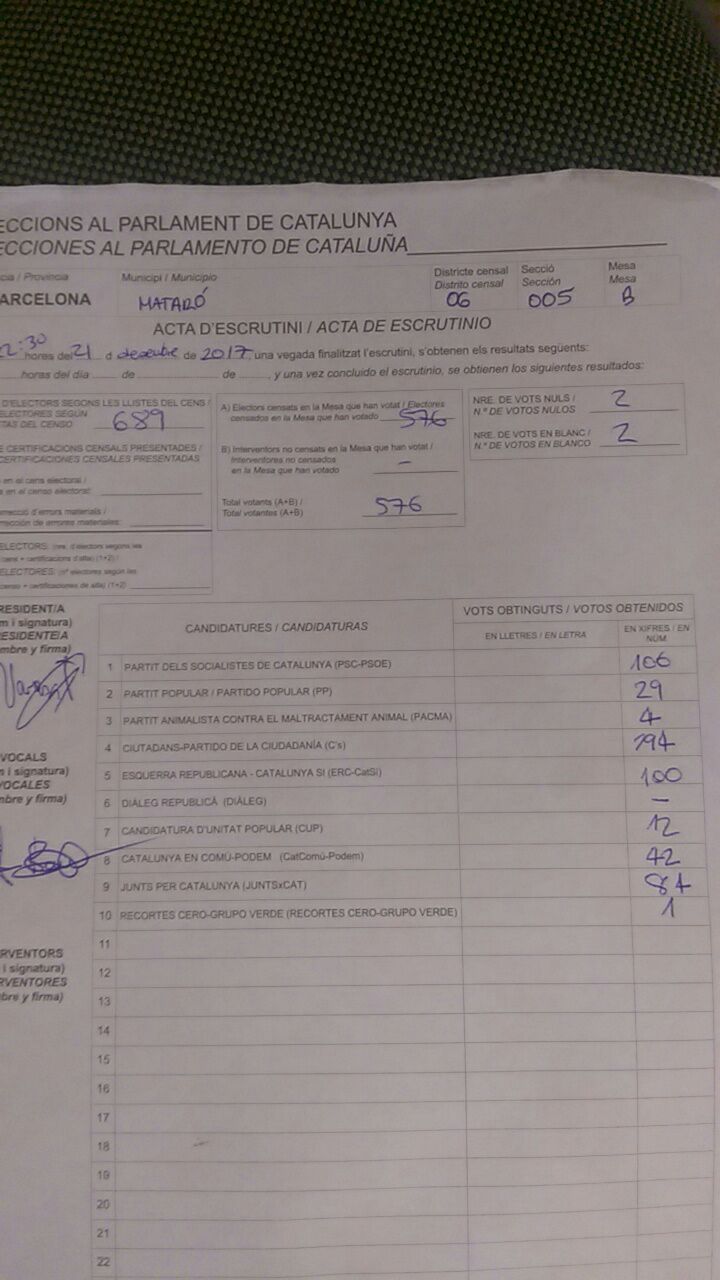 ECCIONS AL PARLAMENT DE CATALUNYA
ECCIONES AL PARLAMENTO DE CATALUÑA
cia / Provincia Municipi / Municipio Districte censal Secció Mesa
Distrito censal Sección Mesa
ARCELONA MATARÓ 06 005 B
ACTA D'ESCRUTINI / ACTA DE ESCRUTINIO
2:30 hores del 21 d desembre de 2017, una vegada finalitzat l'escrutini, s'obtenen els resultats següents:
horas del día de de , y una vez concluido el escrutinio, se obtienen los siguientes resultados:
D'ELECTORS SEGONS LES LLISTES DEL CENS /
ELECTORES SEGÚN
TAS DEL CENSO 689
E CERTIFICACIONS CENSALS PRESENTADES /
CERTIFICACIONES CENSALES PRESENTADAS
en el cens electoral /
s en el censo electoral:
rrecció d'errors materials /
rrección de errores materiales:
ELECTORS: (nre. d'electors segons les
cens + certificacions d'alta) (1+2) /
ELECTORES: (nº electores según las
censo + certificaciones de alta) (1+2)
A) Electors censats en la Mesa que han votat / Electores
censados en la Mesa que han votado 576
B) Interventors no censats en la Mesa que han votat /
Interventores no censados
en la Mesa que han votado –
Total votants (A+B) /
Total votantes (A+B) 576
NRE. DE VOTS NULS /
N.º DE VOTOS NULOS 2
NRE. DE VOTS EN BLANC /
N.º DE VOTOS EN BLANCO 2
RESIDENT/A
m i signatura)
RESIDENTE/A
mbre y firma)
VOCALS
m i signatura)
VOCALES
mbre y firma)
ERVENTORS
i signatura)
RVENTORES
bre y firma)
CANDIDATURES / CANDIDATURAS VOTS OBTINGUTS / VOTOS OBTENIDOS
EN LLETRES / EN LETRA EN XIFRES / EN NÚM.
1 PARTIT DELS SOCIALISTES DE CATALUNYA (PSC-PSOE) 106
2 PARTIT POPULAR / PARTIDO POPULAR (PP) 29
3 PARTIT ANIMALISTA CONTRA EL MALTRACTAMENT ANIMAL (PACMA) 4
4 CIUTADANS-PARTIDO DE LA CIUDADANÍA (C's) 194
5 ESQUERRA REPUBLICANA - CATALUNYA SÍ (ERC-CatSí) 100
6 DIÀLEG REPUBLICÀ (DIÀLEG) –
7 CANDIDATURA D'UNITAT POPULAR (CUP) 12
8 CATALUNYA EN COMÚ-PODEM (CatComú-Podem) 42
9 JUNTS PER CATALUNYA (JUNTSxCAT) 84
10 RECORTES CERO-GRUPO VERDE (RECORTES CERO-GRUPO VERDE) 1
11
12
13
14
15
16
17
18
19
20
21
22